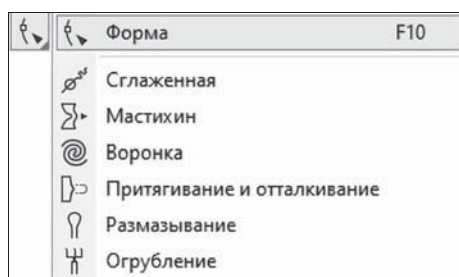 Форма F10
Сглаженная
Мастихин
Воронка
Притягивание и отталкивание
Размазывание
Огрубление